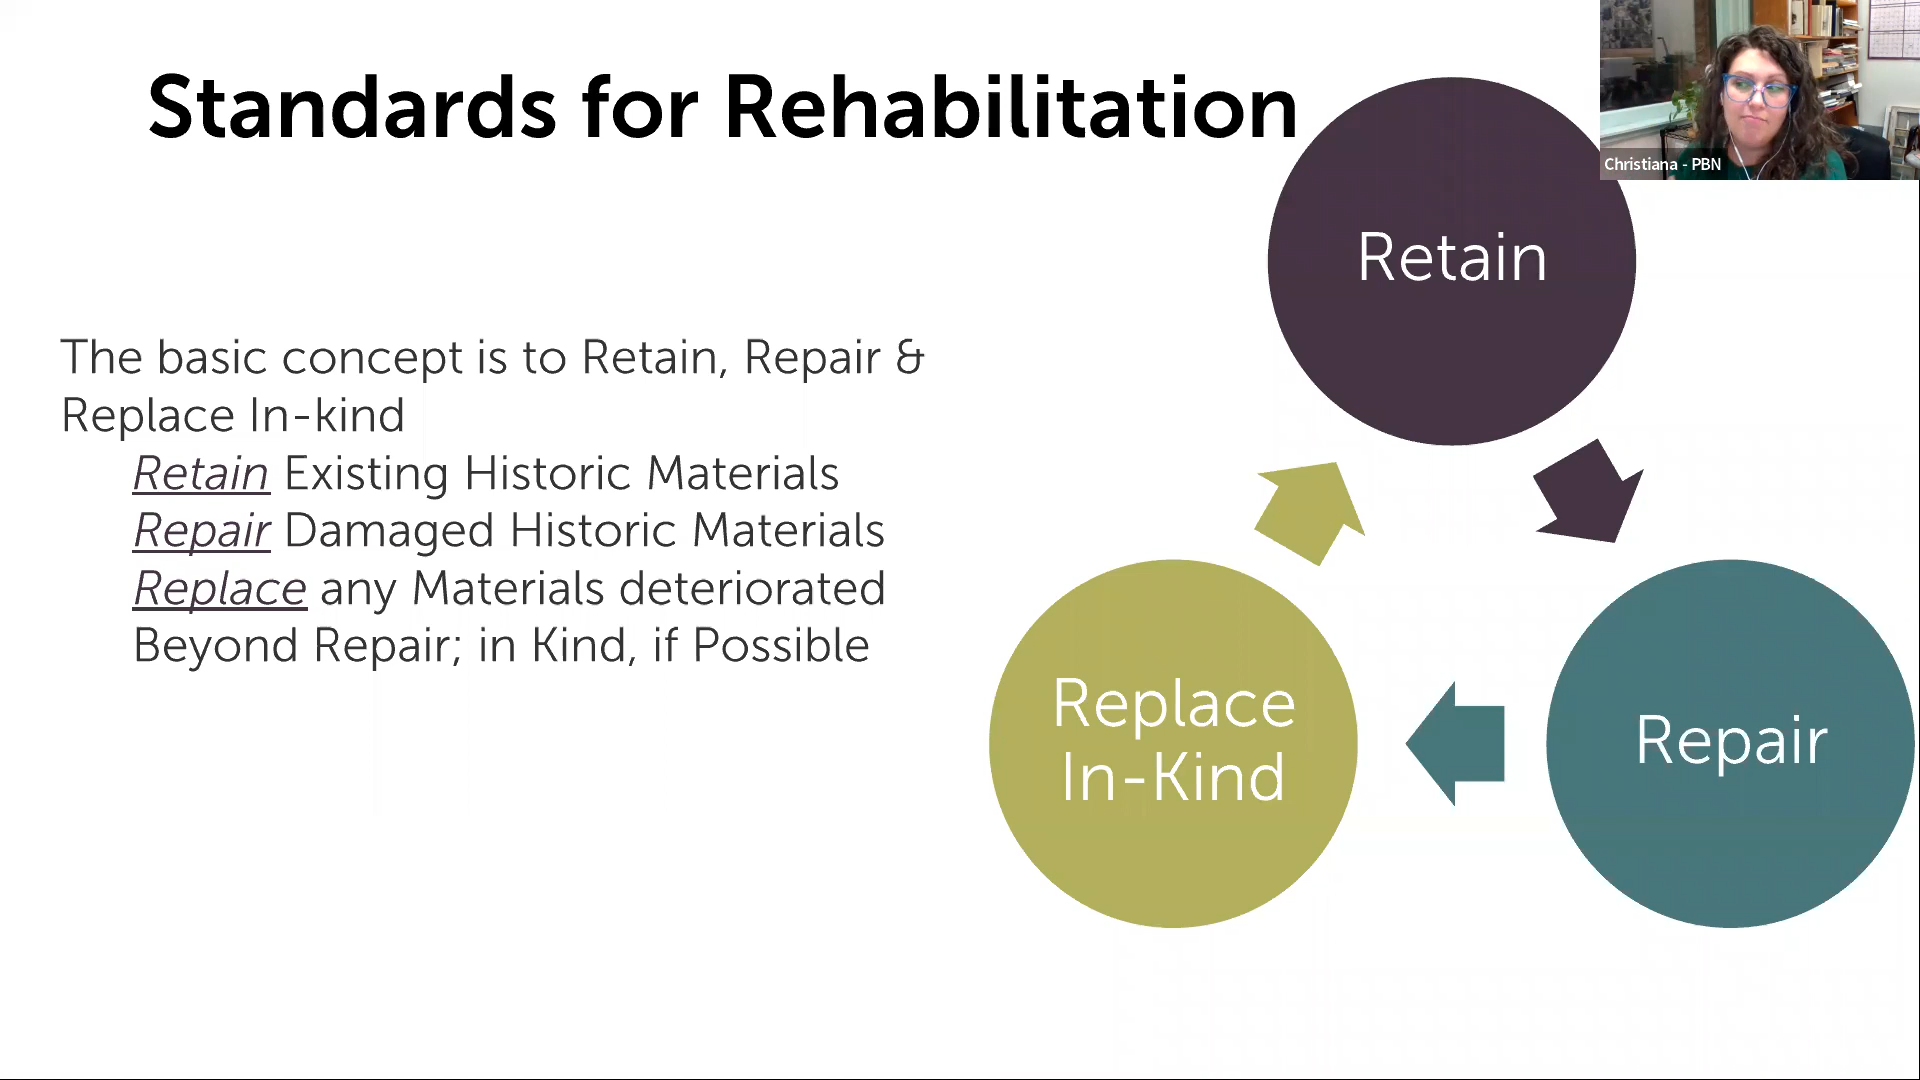 Standards for Rehabilitation
Christiana - PBN
The basic concept is to Retain, Repair &
Replace In-kind
Retain Existing Historic Materials
Repair Damaged Historic Materials
Replace any Materials deteriorated
Beyond Repair; in Kind, if Possible
Retain
Repair
Replace
In-Kind